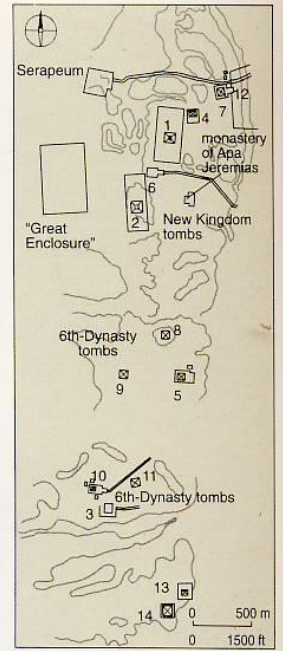 Serapeum
12
7
4
1
monastery
of Apa
Jeremias
6
2
"Great
Enclosure"
New Kingdom
tombs
6th-Dynasty
tombs
8
9
5
10
11
6th-Dynasty tombs
3
13
14
0 500 m
0 1500 ft